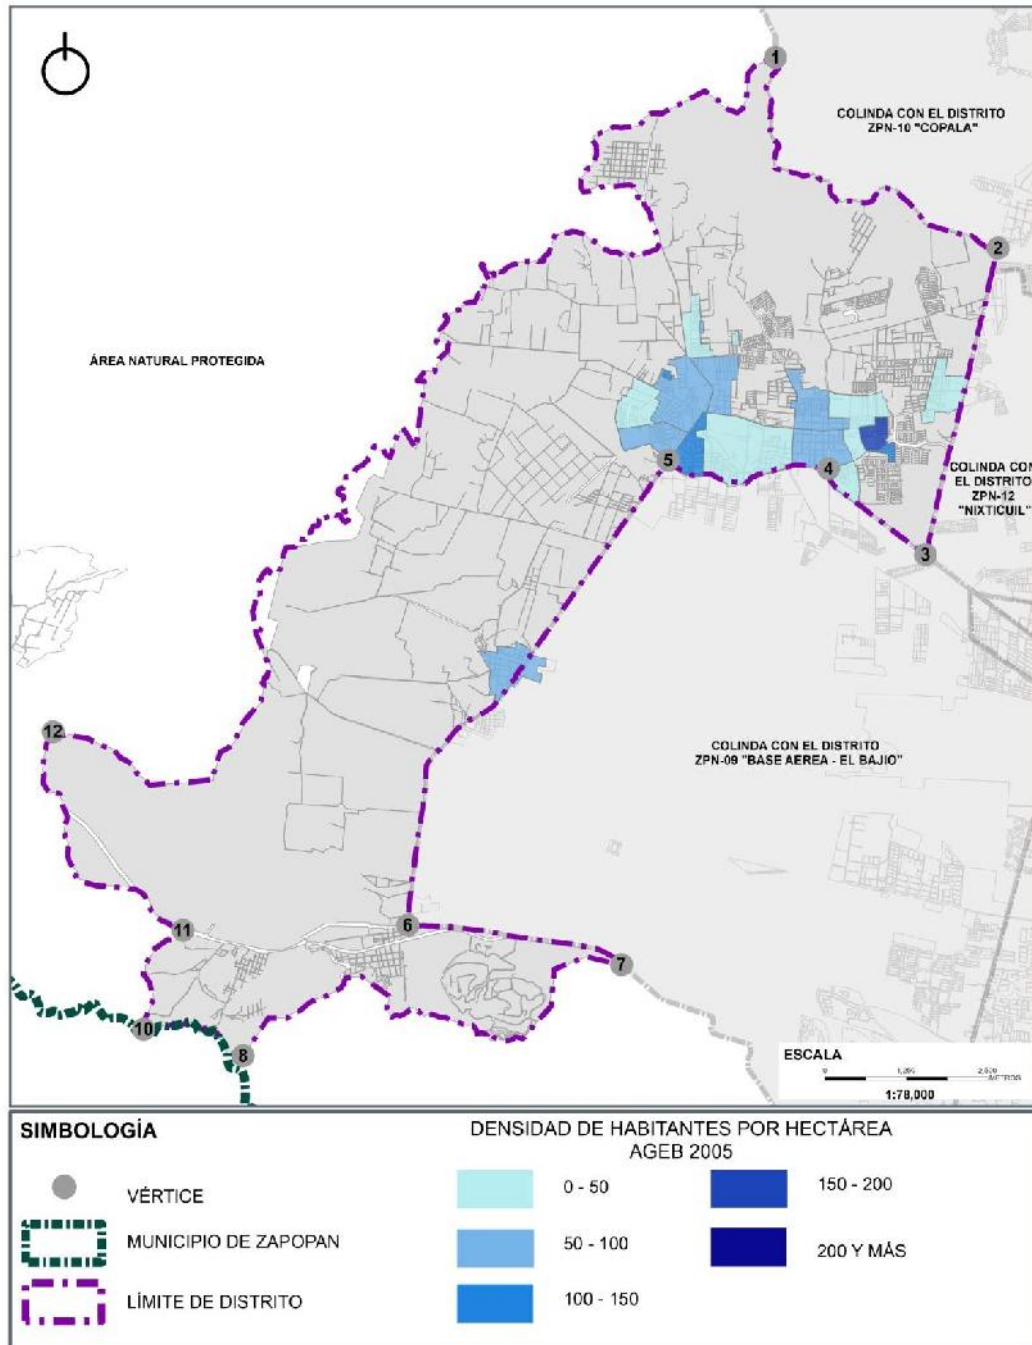 1
COLINDA CON EL DISTRITO
ZPN-10 "COPALA"
2
ÁREA NATURAL PROTEGIDA
5
4
COLINDA CON
EL DISTRITO
ZPN-12
"NIXTICUIL"
3
12
COLINDA CON EL DISTRITO
ZPN-09 "BASE AEREA - EL BAJIO"
6
11
7
10
8
ESCALA
0
METROS
1:78,000
SIMBOLOGÍA
VÉRTICE
MUNICIPIO DE ZAPOPAN
LÍMITE DE DISTRITO
DENSIDAD DE HABITANTES POR HECTÁREA
AGEB 2005
0 - 50
50 - 100
100 - 150
150 - 200
200 Y MÁS